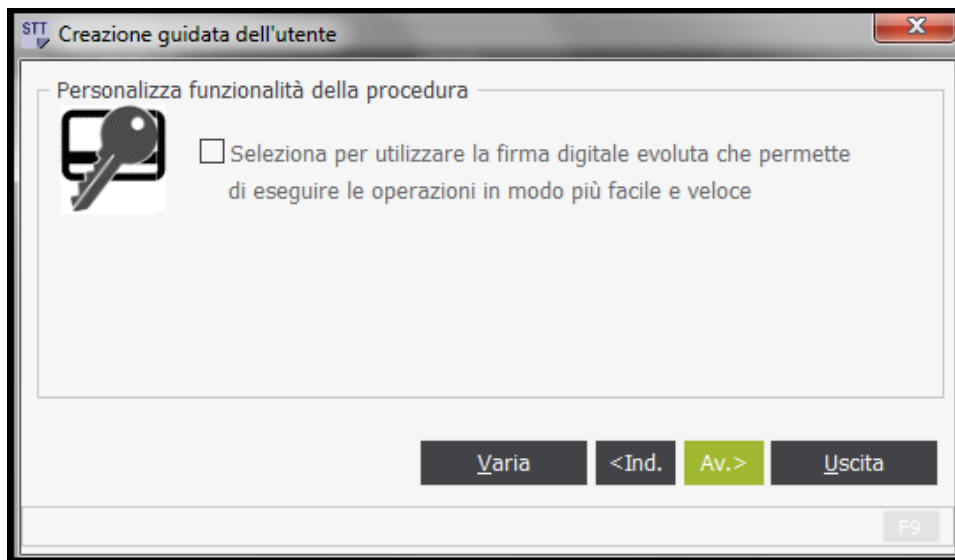 STT Creazione guidata dell'utente
X
Personalizza funzionalità della procedura
Seleziona per utilizzare la firma digitale evoluta che permette
di eseguire le operazioni in modo più facile e veloce
Varia <Ind. Av.> Uscita
F9